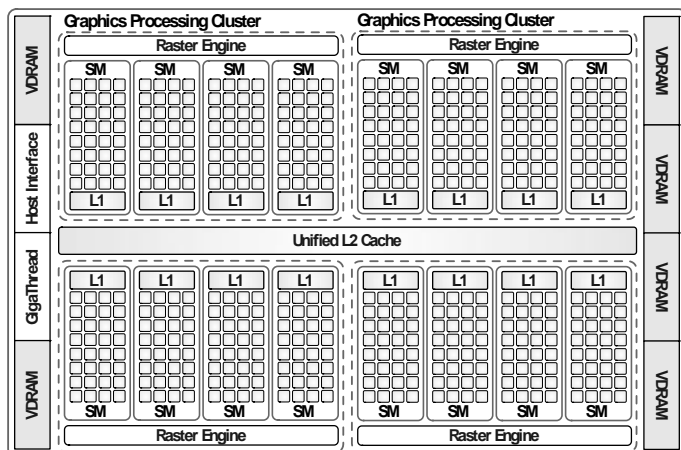 Graphics Processing Cluster
Graphics Processing Cluster
Raster Engine
Raster Engine
SM SM SM SM
SM SM SM SM
L1 L1 L1 L1
L1 L1 L1 L1
VDRAM
Host Interface
GigaThread
VDRAM
Unified L2 Cache
VDRAM
VDRAM
VDRAM
VDRAM
L1 L1 L1 L1
L1 L1 L1 L1
SM SM SM SM
SM SM SM SM
Raster Engine
Raster Engine